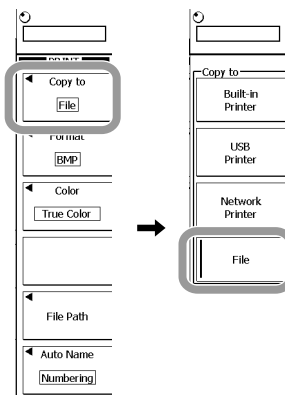 PRINT
Copy to
File
Format
BMP
Color
True Color
File Path
Auto Name
Numbering
Copy to
Built-in
Printer
USB
Printer
Network
Printer
File